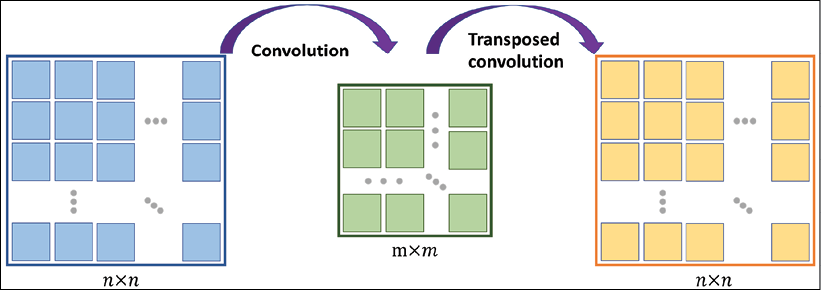 Convolution
Transposed
convolution
n×n
m×m
n×n